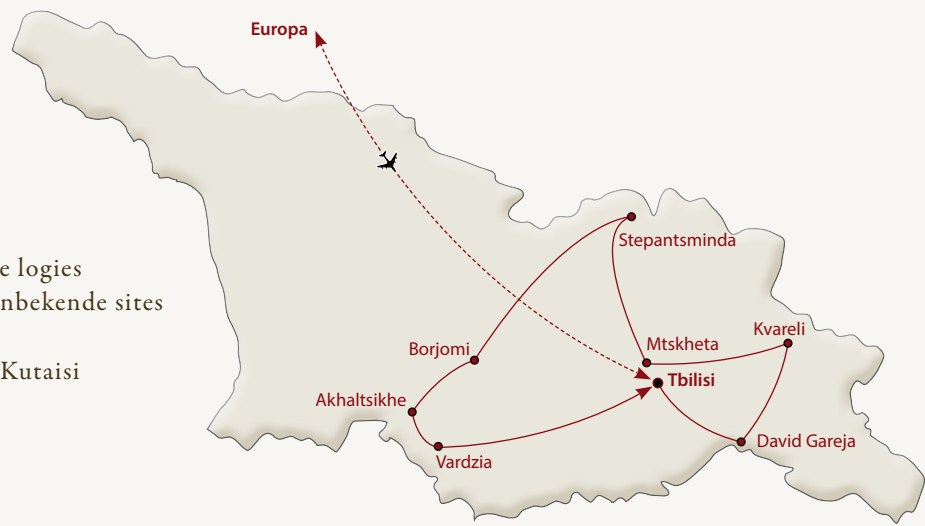 Europa
Stepantsminda
e logies
nbekende sites
Kvareli
Mtskheta
Borjomi
Kutaisi
Tbilisi
Akhaltsikhe
David Gareja
Vardzia